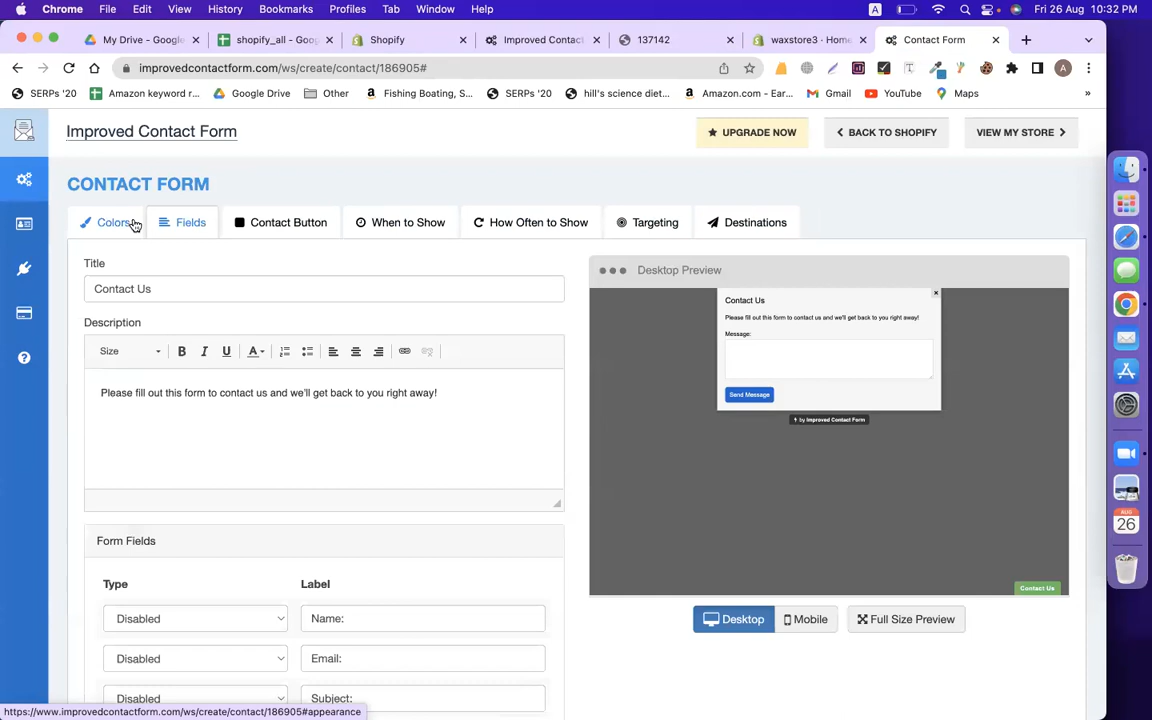 Chrome File Edit View History Bookmarks Profiles Tab Window Help A Fri 26 Aug 10:32 PM
My Drive - Google shopify_all - Goo Shopify Improved Contact 137142 waxstore3 · Home Contact Form
improvedcontactform.com/ws/create/contact/186905# A
SERPs '20 Amazon keyword r... Google Drive Other Fishing Boating, S... SERPs '20 hill's science diet... Amazon.com - Ear... Gmail YouTube Maps »
Improved Contact Form UPGRADE NOW BACK TO SHOPIFY VIEW MY STORE
CONTACT FORM
Colors Fields Contact Button When to Show How Often to Show Targeting Destinations
Title
Contact Us
Description
Size B I U A
Please fill out this form to contact us and we'll get back to you right away!
Form Fields
Type Label
Disabled Name:
Disabled Email:
Disabled Subject:
Desktop Preview
Contact Us
Please fill out this form to contact us and we'll get back to you right away!
Message:
Send Message
by Improved Contact Form
Contact Us
Desktop Mobile Full Size Preview
https://www.improvedcontactform.com/ws/create/contact/186905#appearance
AUG
26